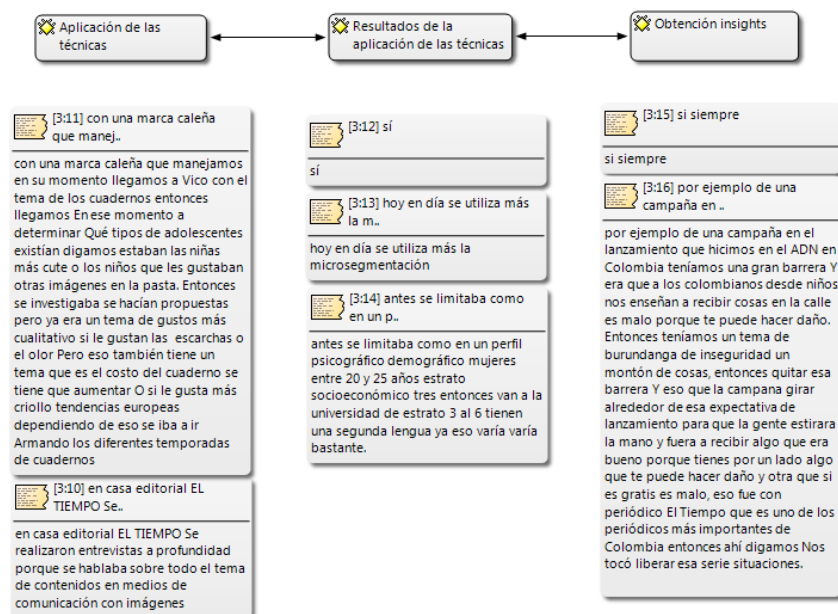 Aplicación de las
técnicas
Resultados de la
aplicación de las técnicas
Obtención insights
[3:11] con una marca caleña
que manej..
con una marca caleña que manejamos
en su momento llegamos a Vico con el
tema de los cuadernos entonces
llegamos En ese momento a
determinar Qué tipos de adolescentes
existían digamos estaban las niñas
más cute o los niños que les gustaban
otras imágenes en la pasta. Entonces
se investigaba se hacían propuestas
pero ya era un tema de gustos más
cualitativo si le gustan las escarchas o
el olor Pero eso también tiene un
tema que es el costo del cuaderno se
tiene que aumentar O si le gusta más
criollo tendencias europeas
dependiendo de eso se iba a ir
Armando los diferentes temporadas
de cuadernos
[3:10] en casa editorial EL
TIEMPO Se..
en casa editorial EL TIEMPO Se
realizaron entrevistas a profundidad
porque se hablaba sobre todo el tema
de contenidos en medios de
comunicación con imágenes
[3:12] sí
sí
[3:13] hoy en día se utiliza más
la m..
hoy en día se utiliza más la
microsegmentación
[3:14] antes se limitaba como
en un p..
antes se limitaba como en un perfil
psicográfico demográfico mujeres
entre 20 y 25 años estrato
socioeconómico tres entonces van a la
universidad de estrato 3 al 6 tienen
una segunda lengua ya eso varía varía
bastante.
[3:15] si siempre
si siempre
[3:16] por ejemplo de una
campaña en ..
por ejemplo de una campaña en el
lanzamiento que hicimos en el ADN en
Colombia teníamos una gran barrera Y
era que a los colombianos desde niños
nos enseñan a recibir cosas en la calle
es malo porque te puede hacer daño.
Entonces teníamos un tema de
burundanga de inseguridad un
montón de cosas, entonces quitar esa
barrera Y eso que la campana girar
alrededor de esa expectativa de
lanzamiento para que la gente estirara
la mano y fuera a recibir algo que era
bueno porque tienes por un lado algo
que te puede hacer daño y otra que si
es gratis es malo, eso fue con
periódico El Tiempo que es uno de los
periódicos más importantes de
Colombia entonces ahí digamos Nos
tocó liberar esa serie situaciones.